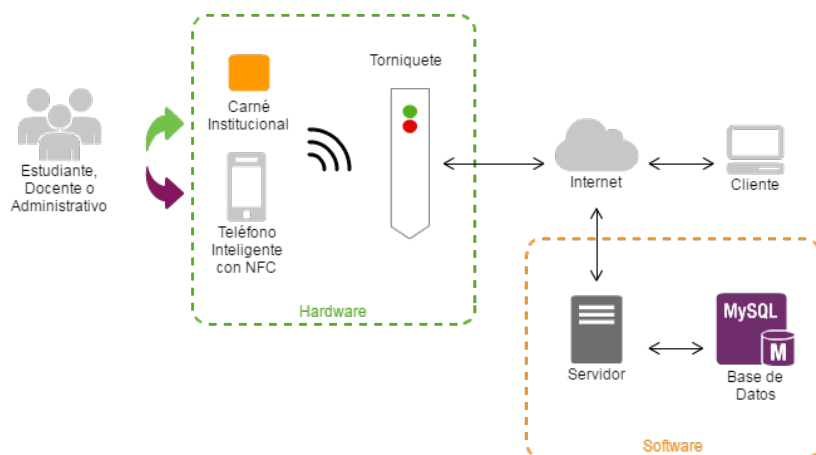 Estudiante,
Docente o
Administrativo
Carné
Institucional
Teléfono
Inteligente
con NFC
Torniquete
Hardware
Internet
Cliente
Servidor
MySQL
M
Base de
Datos
Software